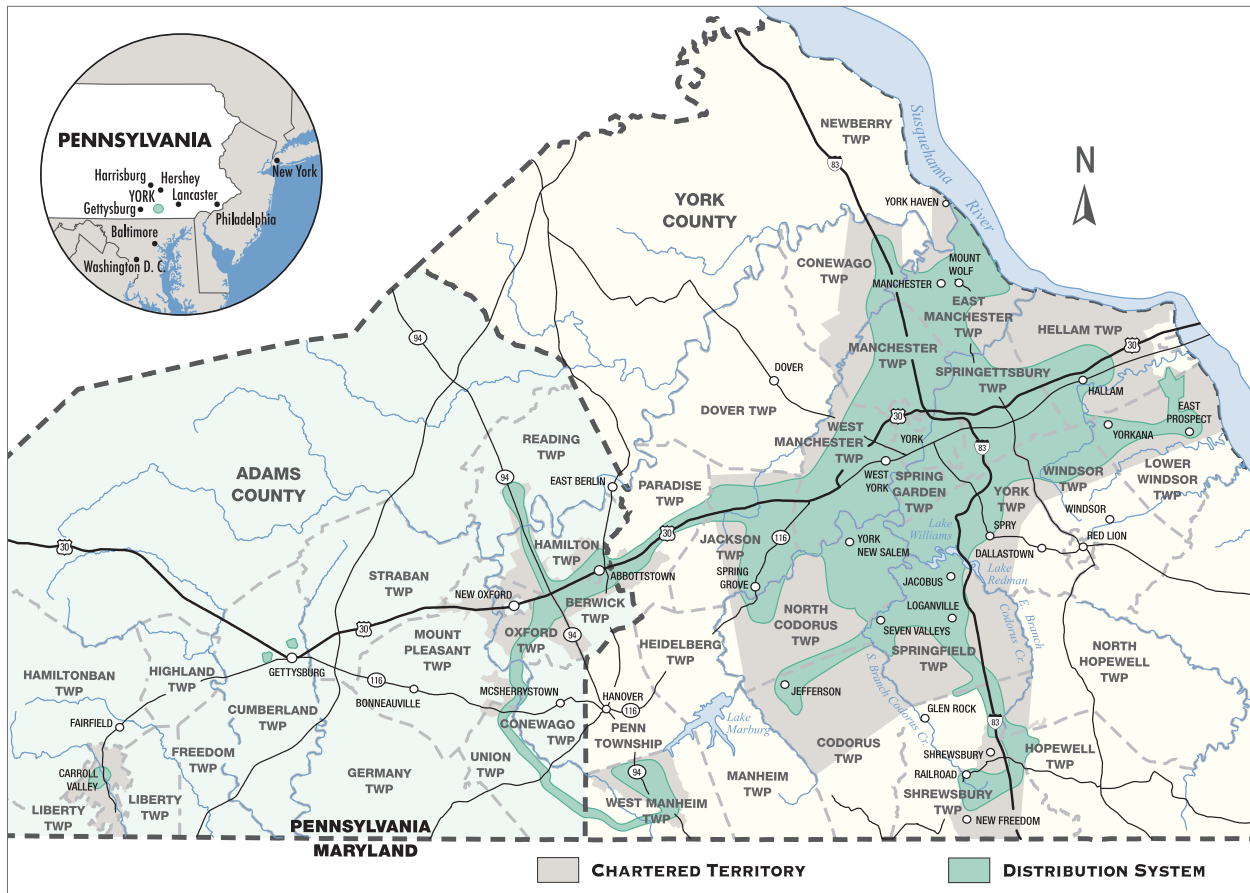 PENNSYLVANIA
Harrisburg
Hershey
YORK
Lancaster
Gettysburg
Philadelphia
New York
Baltimore
Washington D. C.
Susquehanna
River
N
NEWBERRY
TWP
83
YORK
COUNTY
YORK HAVEN
CONEWAGO
TWP
MOUNT
WOLF
MANCHESTER
EAST
MANCHESTER
TWP
HELLAM TWP
94
MANCHESTER
TWP
30
SPRINGETTSBURY
TWP
DOVER
HALLAM
DOVER TWP
30
WEST
MANCHESTER
TWP
YORK
EAST
PROSPECT
YORKANA
READING
TWP
83
ADAMS
COUNTY
94
EAST BERLIN
PARADISE
TWP
WEST
YORK
SPRING
GARDEN
TWP
WINDSOR
TWP
LOWER
WINDSOR
TWP
YORK
TWP
WINDSOR
30
30
116
JACKSON
TWP
Lake
Williams
SPRY
RED LION
HAMILTON
TWP
YORK
NEW SALEM
DALLASTOWN
ABBOTTSTOWN
SPRING
GROVE
JACOBUS
Lake
Redman
STRABAN
TWP
NEW OXFORD
BERWICK
TWP
LOGANVILLE
E. Branch
Codorus Cr.
30
OXFORD
TWP
94
NORTH
CODORUS
TWP
SEVEN VALLEYS
MOUNT
PLEASANT
TWP
HEIDELBERG
TWP
SPRINGFIELD
TWP
NORTH
HOPEWELL
TWP
HAMILTONBAN
TWP
HIGHLAND
TWP
GETTYSBURG
116
S. Branch Codorus Cr.
JEFFERSON
MCSHERRYSTOWN
HANOVER
BONNEAUVILLE
116
CUMBERLAND
TWP
GLEN ROCK
FAIRFIELD
CONEWAGO
TWP
PENN
TOWNSHIP
Lake
Marburg
83
FREEDOM
TWP
UNION
TWP
CODORUS
TWP
SHREWSBURY
HOPEWELL
TWP
CARROLL
VALLEY
GERMANY
TWP
94
MANHEIM
TWP
RAILROAD
LIBERTY
TWP
LIBERTY
TWP
WEST MANHEIM
TWP
SHREWSBURY
TWP
NEW FREEDOM
PENNSYLVANIA
MARYLAND
CHARTERED TERRITORY
DISTRIBUTION SYSTEM